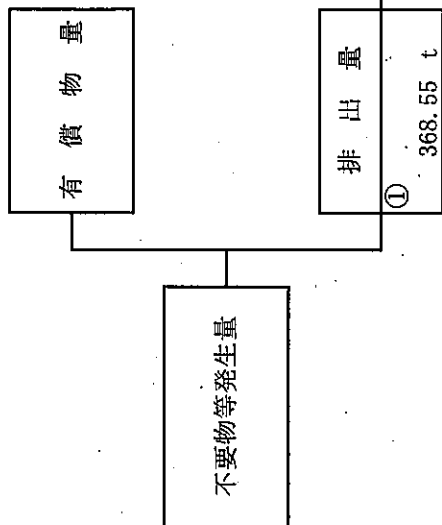 有償物量
不要物等発生量
排出量
① 368.55 t